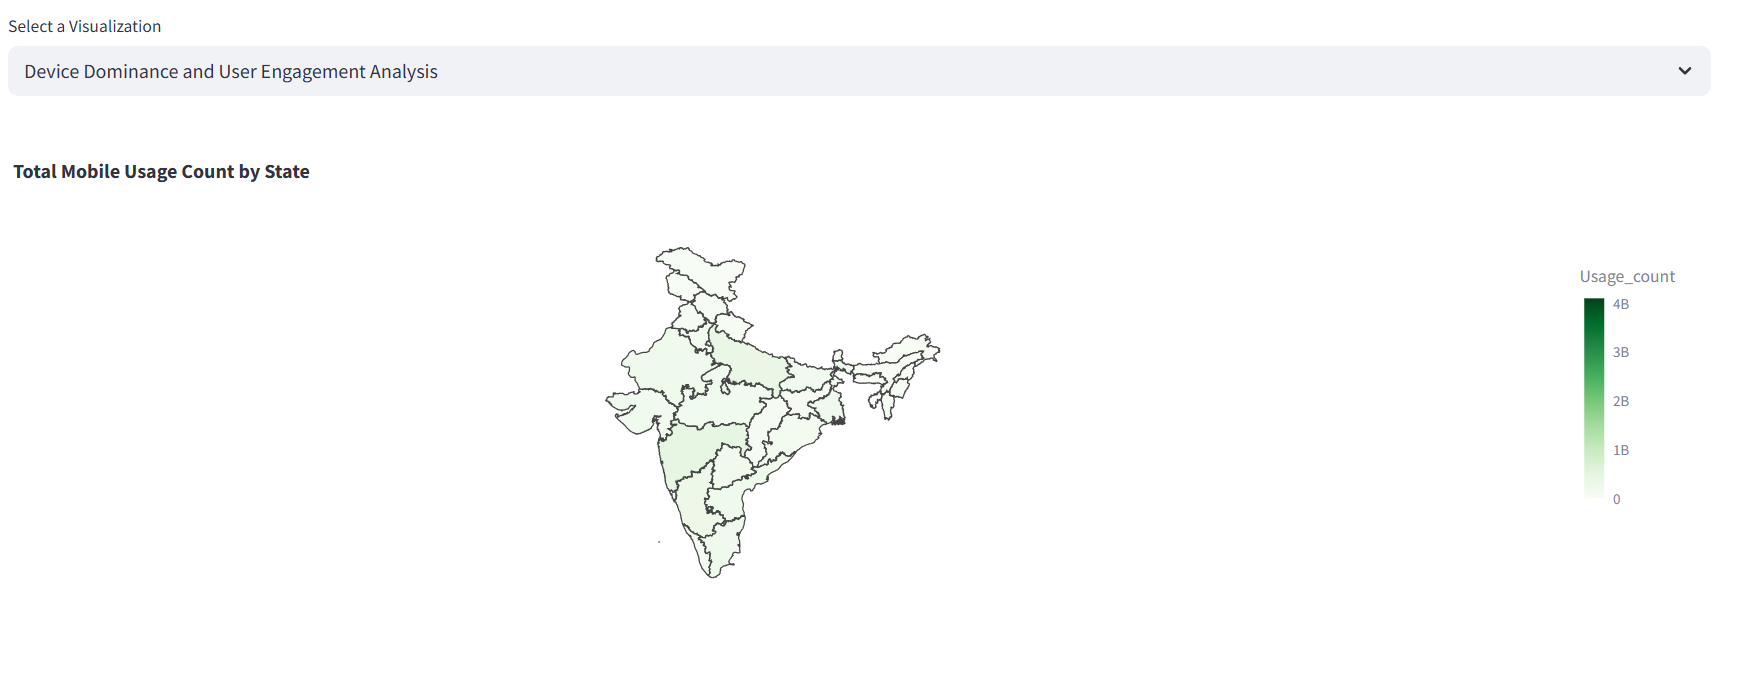 Select a Visualization
Device Dominance and User Engagement Analysis
Total Mobile Usage Count by State
Usage_count
4B
3B
2B
1B
0